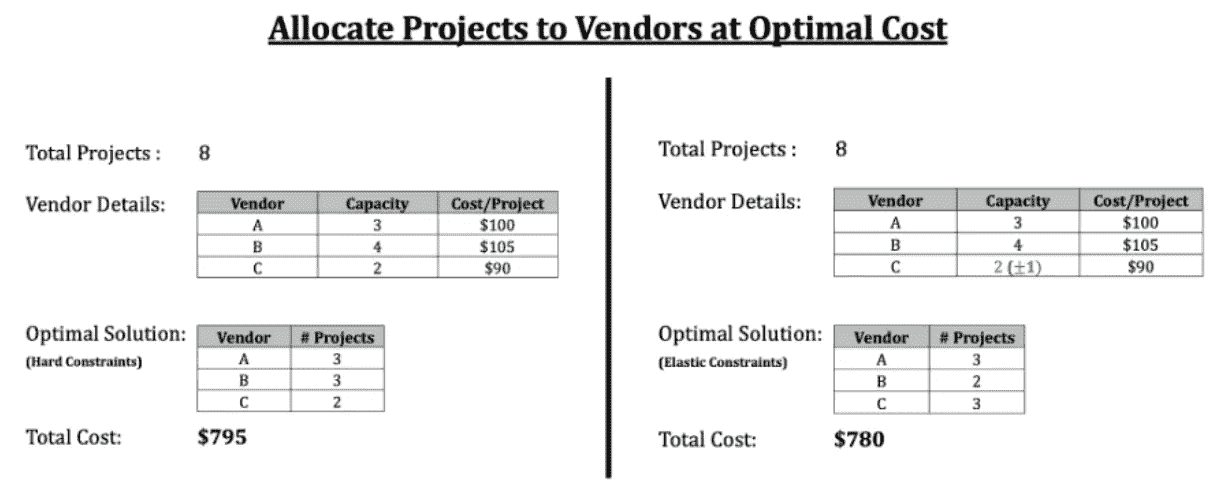 Allocate Projects to Vendors at Optimal Cost
Total Projects : 8
Vendor Details:
Vendor Capacity Cost/Project
A 3 $100
B 4 $105
C 2 $90
Optimal Solution:
(Hard Constraints)
Vendor # Projects
A 3
B 3
C 2
Total Cost: $795
Total Projects : 8
Vendor Details:
Vendor Capacity Cost/Project
A 3 $100
B 4 $105
C 2 (±1) $90
Optimal Solution:
(Elastic Constraints)
Vendor # Projects
A 3
B 2
C 3
Total Cost: $780